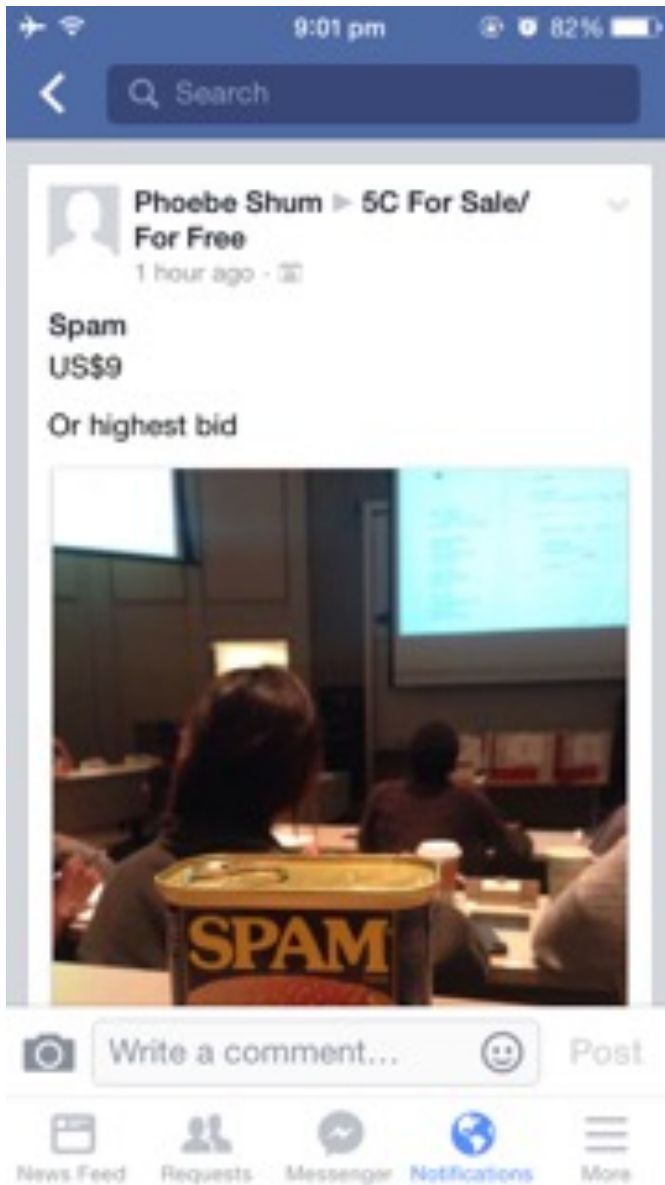 9:01 pm
82%
Search
Phoebe Shum ▶ 5C For Sale/
For Free
1 hour ago ·
Spam
US$9
Or highest bid
SPAM
Write a comment...
Post
News Feed
Requests
Messenger
Notifications
More